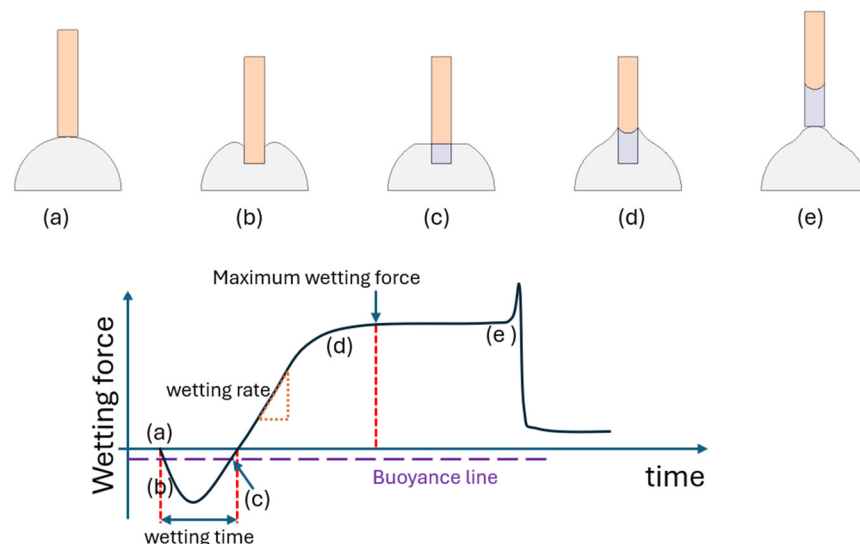 (a)
(b)
(c)
(d)
(e)
Maximum wetting force
Wetting force
(d)
(e)
wetting rate
(a)
(b)
(c)
Buoyance line
time
wetting time